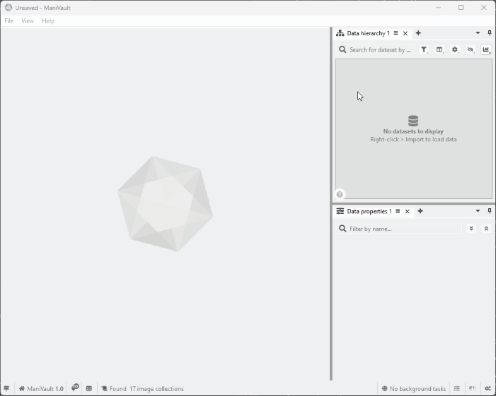 Unsaved - ManiVault
File View Help
Data hierarchy 1
Search for dataset by ...
No datasets to display
Right-click > Import to load data
Data properties 1
Filter by name...
ManiVault 1.0
Found 17 image collections
No background tasks